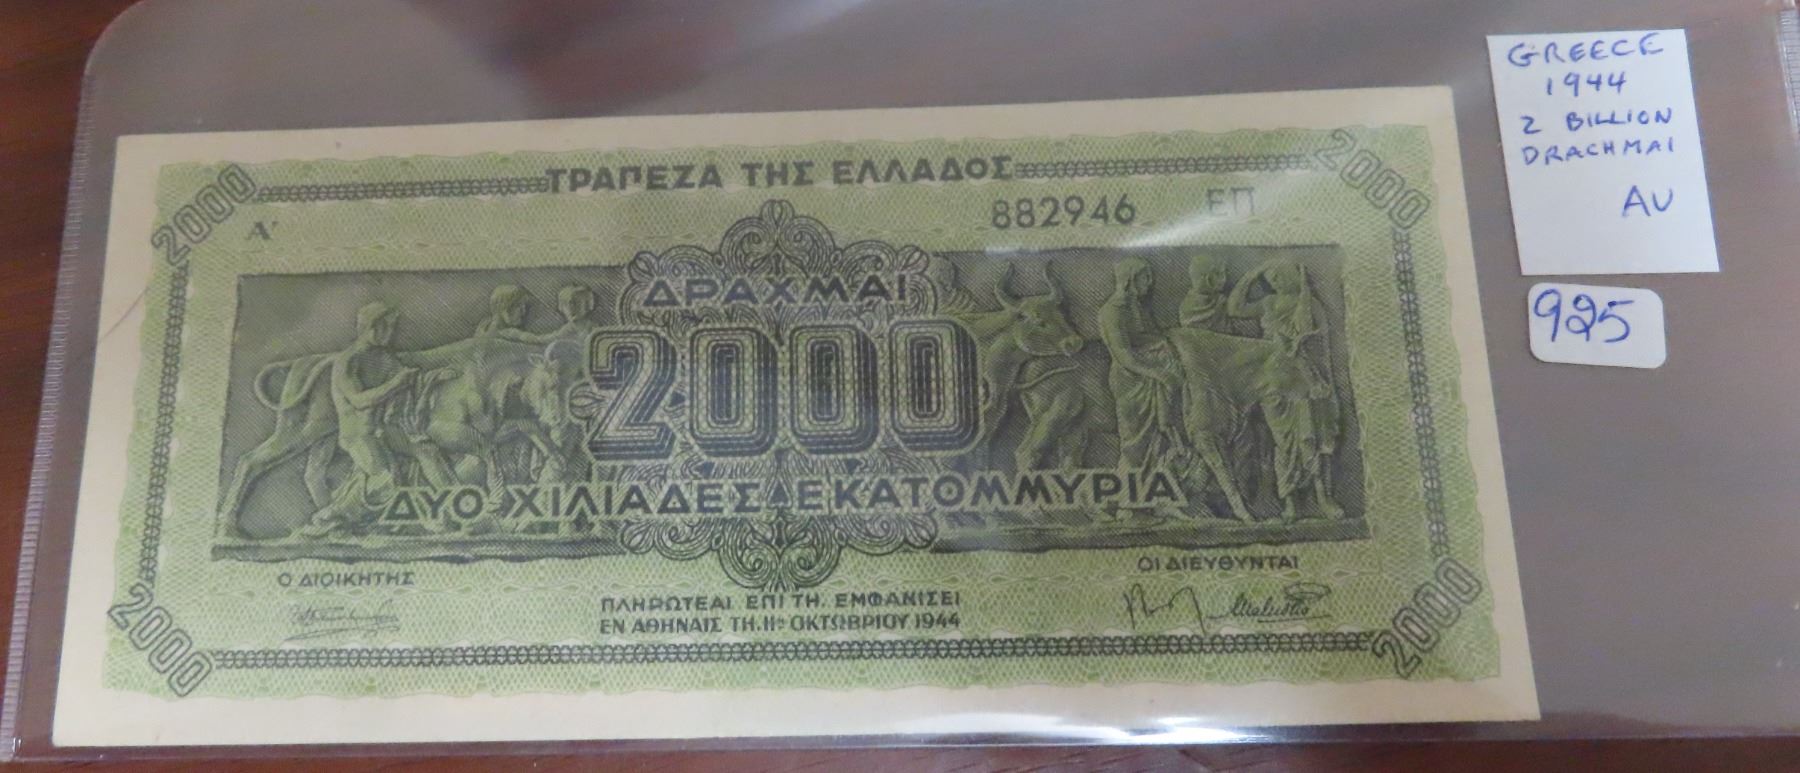 2000 ΤΡΑΠΕΖΑ ΤΗΣ ΕΛΛΑΔΟΣ 2000
Α' 882946 ΕΠ
ΔΡΑΧΜΑΙ
2000
ΔΥΟ ΧΙΛΙΑΔΕΣ ΕΚΑΤΟΜΜΥΡΙΑ
Ο ΔΙΟΙΚΗΤΗΣ ΟΙ ΔΙΕΥΘΥΝΤΑΙ
ΠΛΗΡΩΤΕΑΙ ΕΠΙ ΤΗ. ΕΜΦΑΝΙΣΕΙ
ΕΝ ΑΘΗΝΑΙΣ ΤΗ. 11η ΟΚΤΩΒΡΙΟΥ 1944
2000 2000
GREECE
1944
2 BILLION
DRACHMAI
AU
925